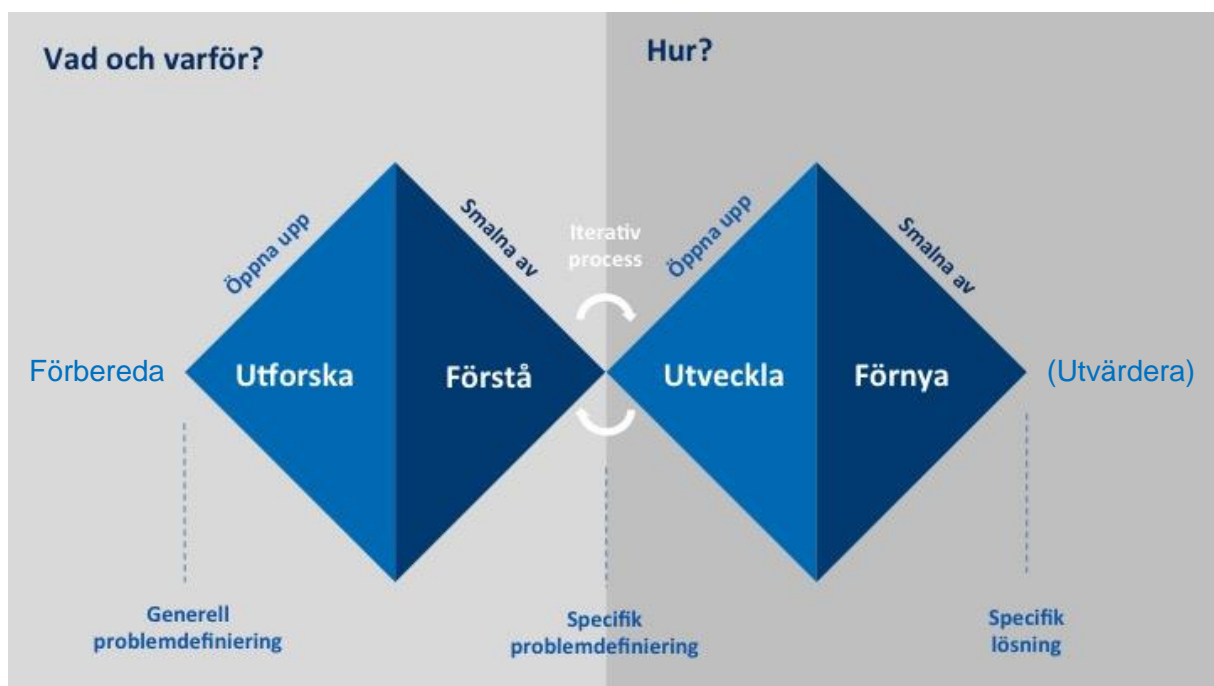 Vad och varför?
Hur?
Öppna upp
Smalna av
Iterativ
process
Öppna upp
Smalna av
Förbereda
Utforska
Förstå
Utveckla
Förnya
(Utvärdera)
Generell
problemdefiniering
Specifik
problemdefiniering
Specifik
lösning